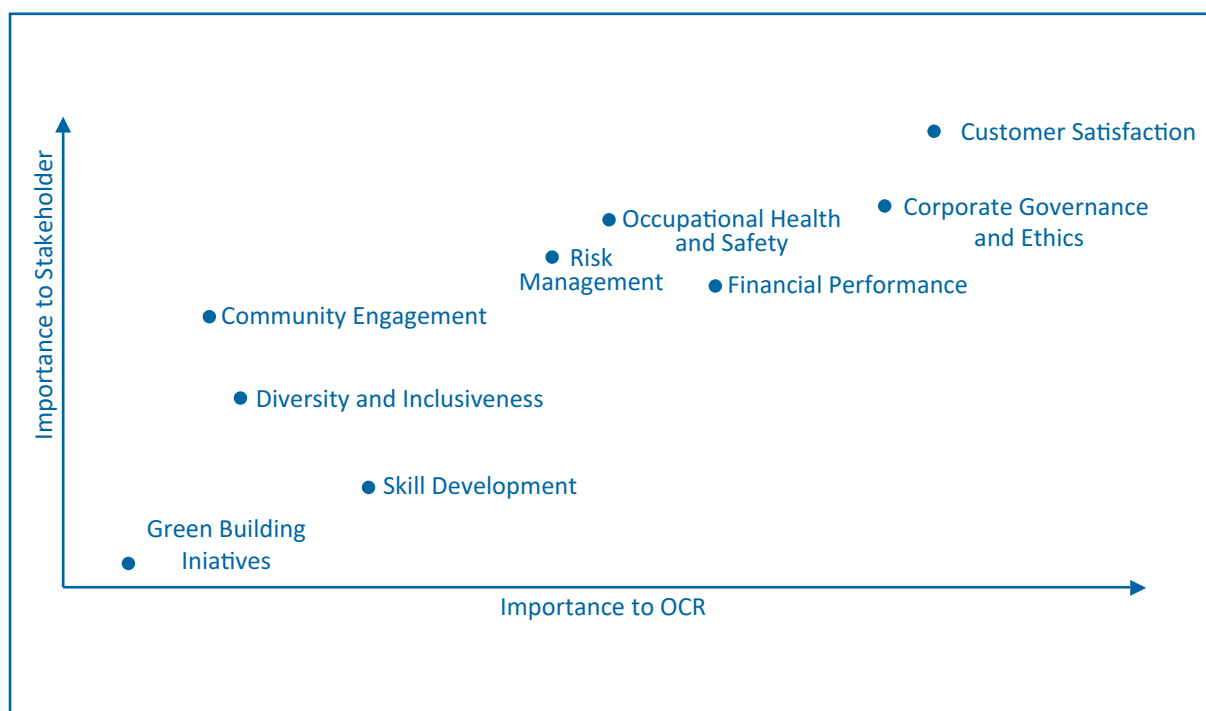 Importance to Stakeholder
Customer Satisfaction
Corporate Governance
and Ethics
Occupational Health
and Safety
Risk
Management
Financial Performance
Community Engagement
Diversity and Inclusiveness
Skill Development
Green Building
Iniatives
Importance to OCR